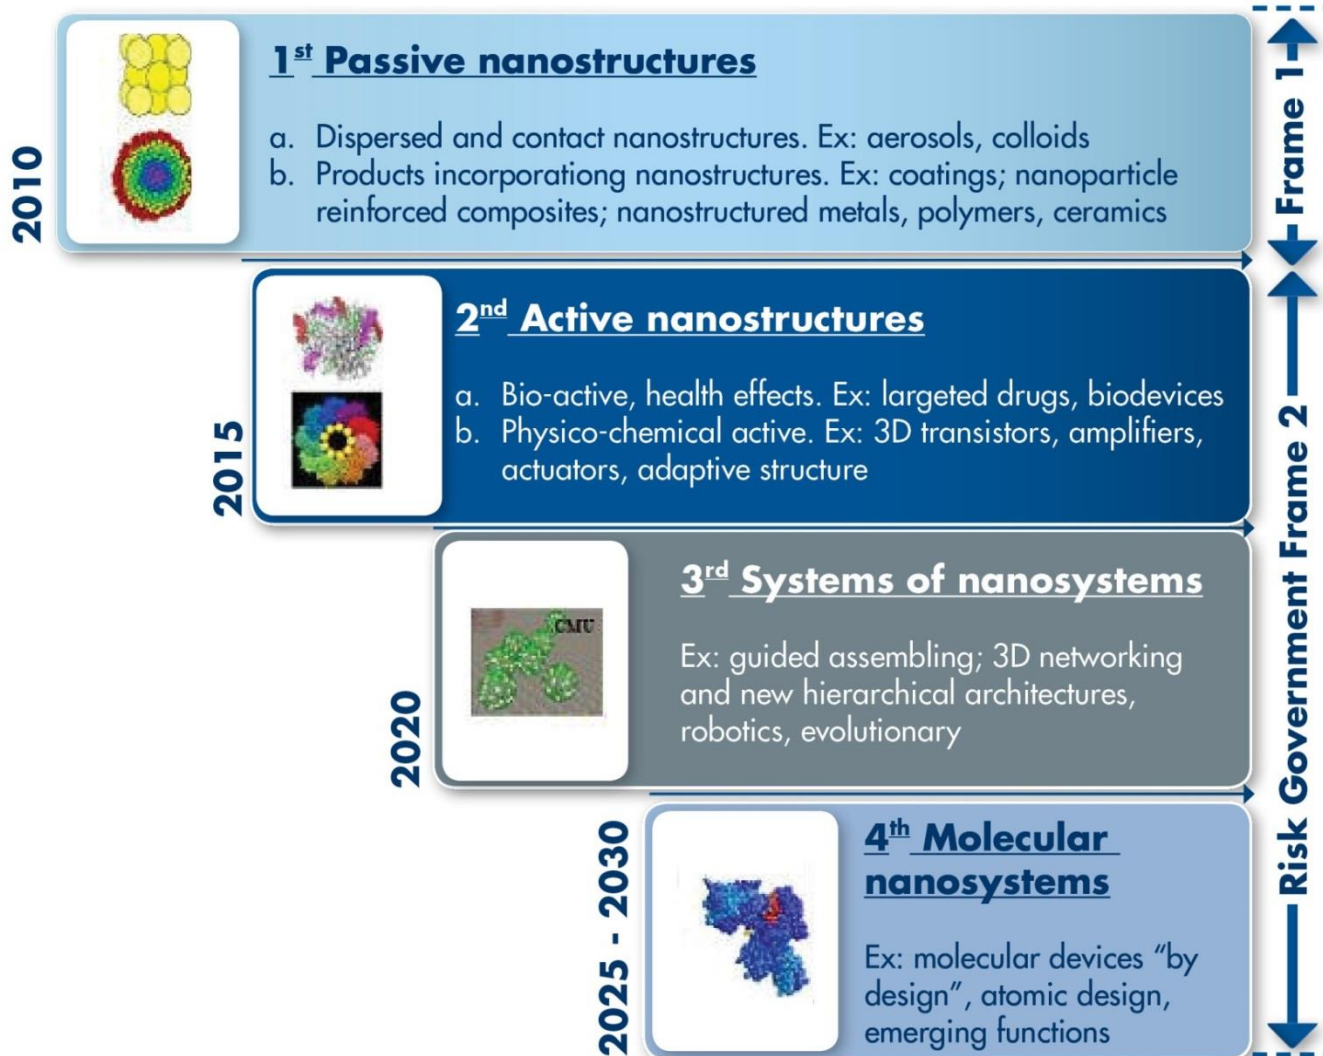 2010
1st Passive nanostructures
a. Dispersed and contact nanostructures. Ex: aerosols, colloids
b. Products incorporationg nanostructures. Ex: coatings; nanoparticle
reinforced composites; nanostructured metals, polymers, ceramics
Frame 1
2015
2nd Active nanostructures
a. Bio-active, health effects. Ex: largeted drugs, biodevices
b. Physico-chemical active. Ex: 3D transistors, amplifiers,
actuators, adaptive structure
2020
CMU
3rd Systems of nanosystems
Ex: guided assembling; 3D networking
and new hierarchical architectures,
robotics, evolutionary
2025 - 2030
4th Molecular
nanosystems
Ex: molecular devices “by
design”, atomic design,
emerging functions
Risk Government Frame 2